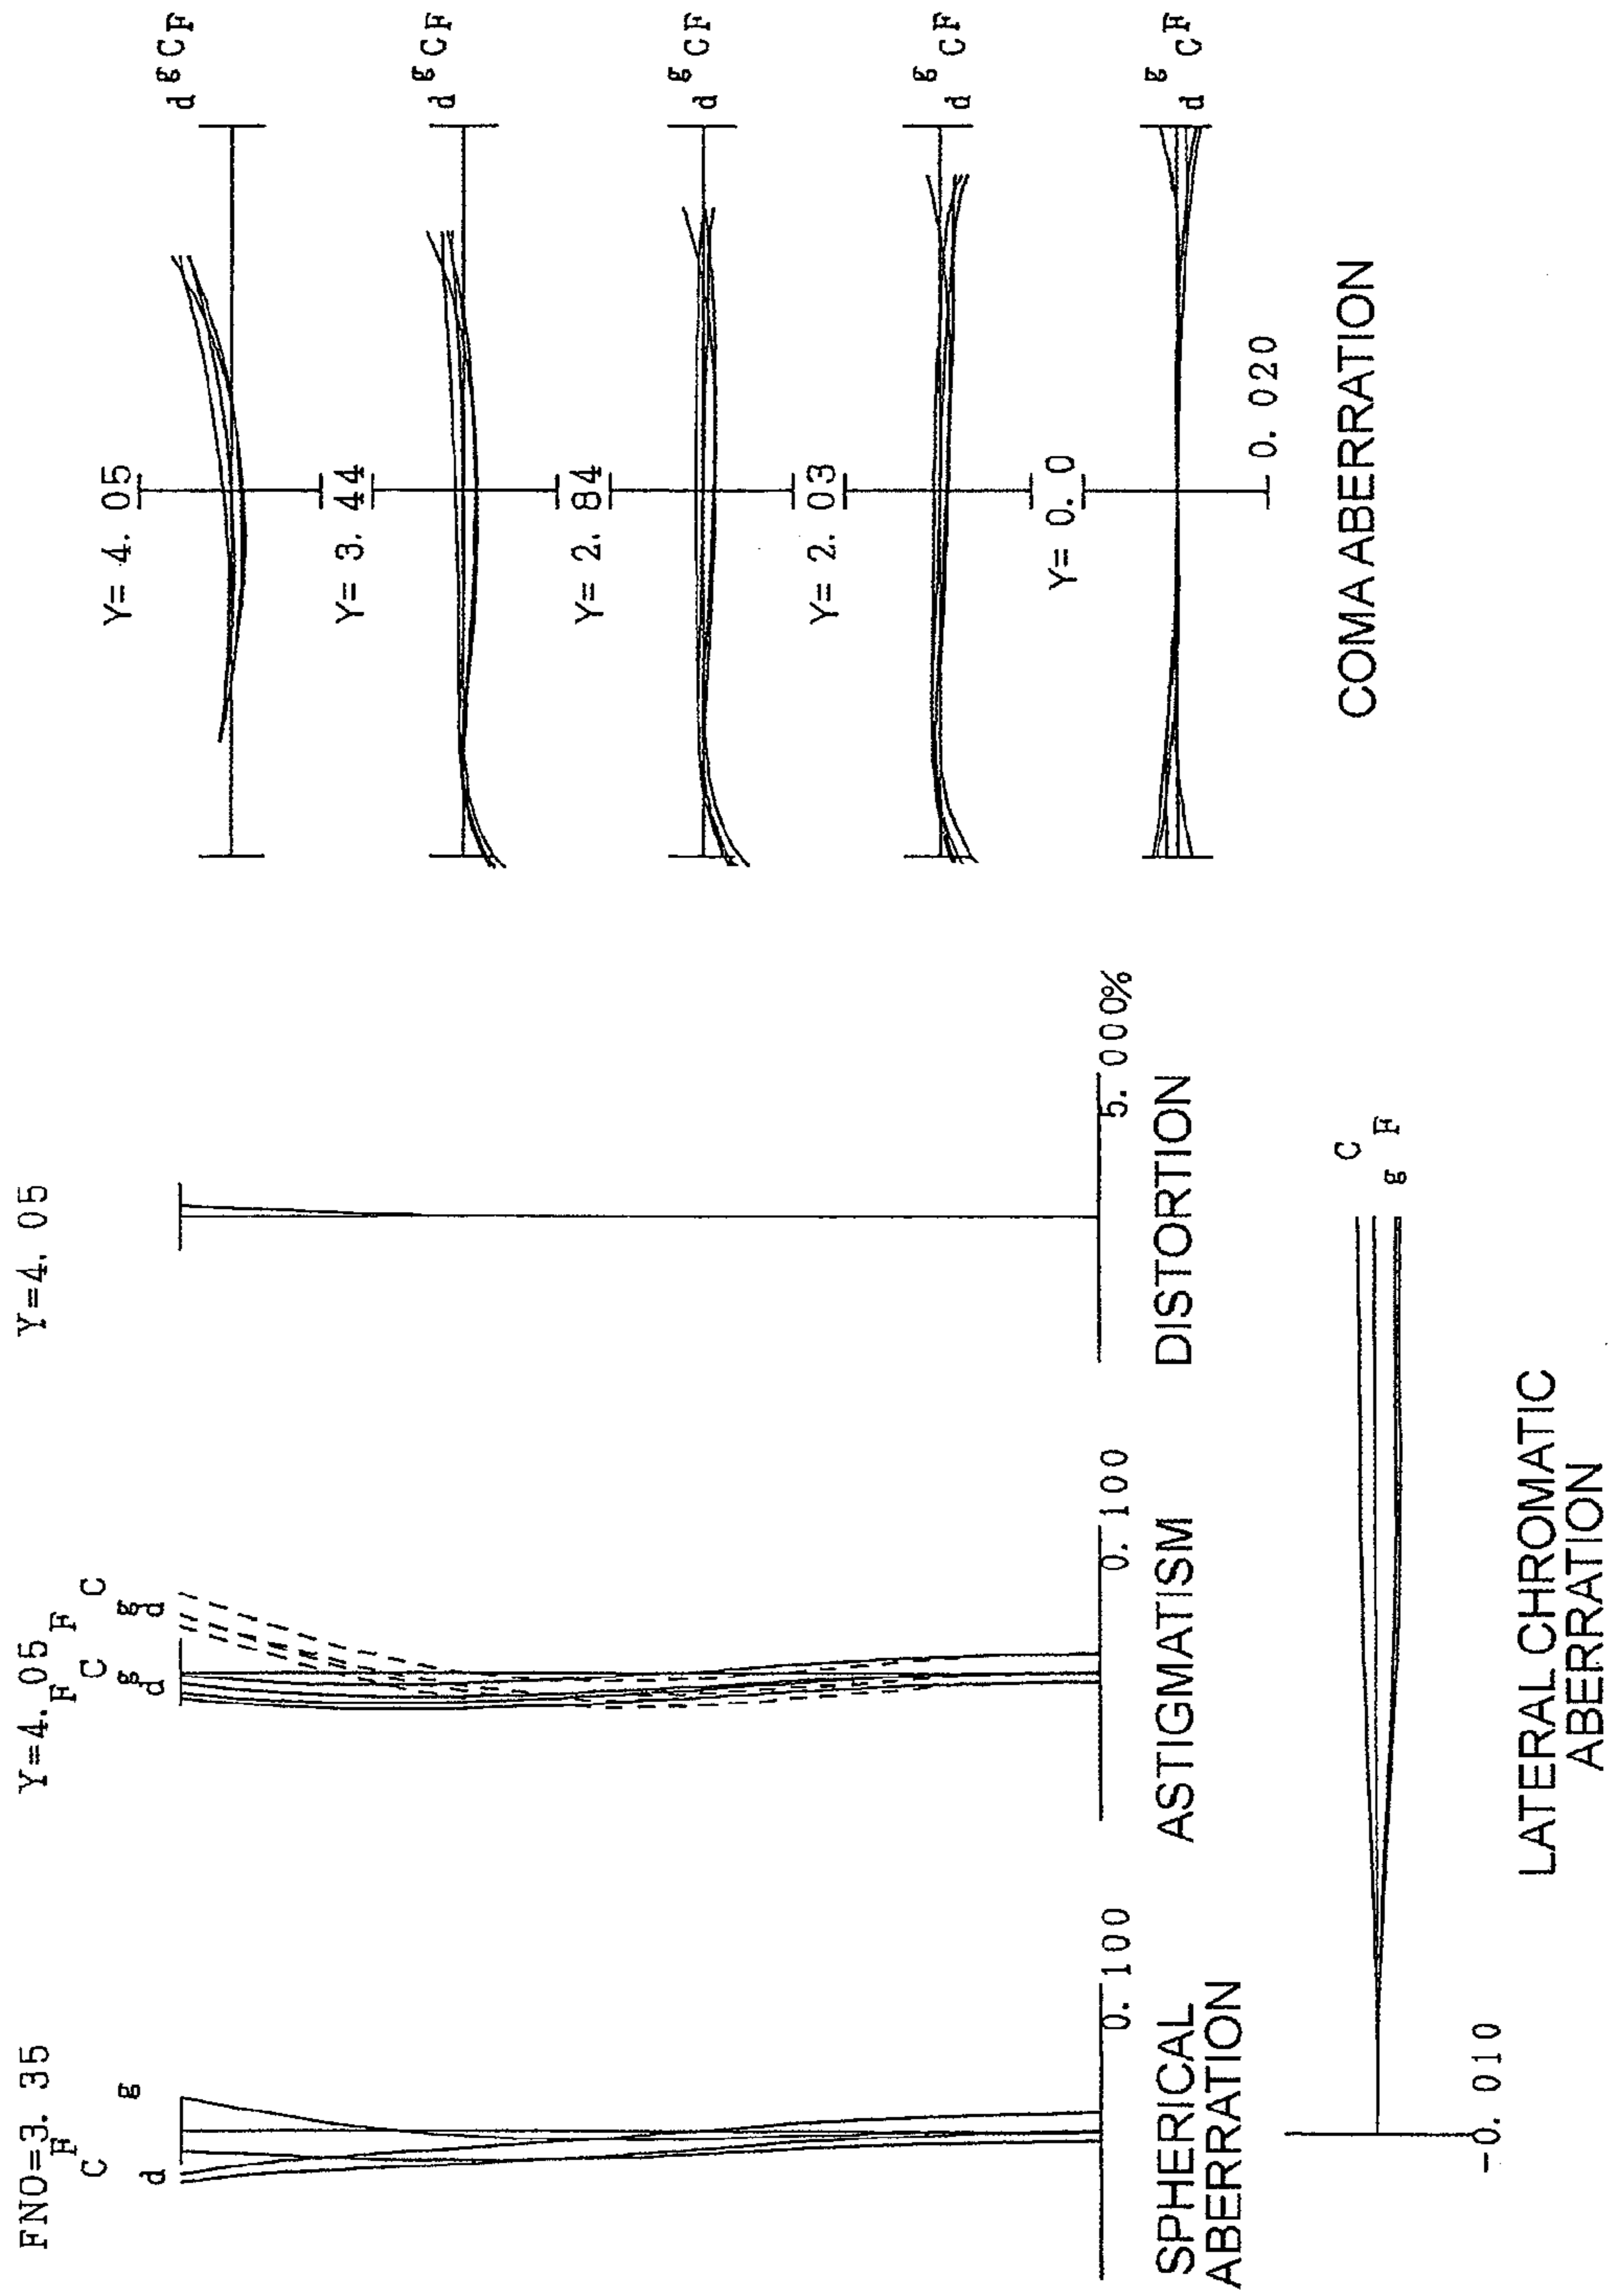 FNO=3.35
F
C
g
d
0.100
SPHERICAL
ABERRATION
Y=4.05
F
C
g
d
F
C
g
d
0.100
ASTIGMATISM
Y=4.05
5.000%
DISTORTION
Y=4.05
d
g
C
F
Y=3.44
d
g
C
F
Y=2.84
d
g
C
F
Y=2.03
d
g
C
F
Y=0.0
d
g
C
F
0.020
COMA ABERRATION
C
F
g
-0.010
LATERAL CHROMATIC
ABERRATION